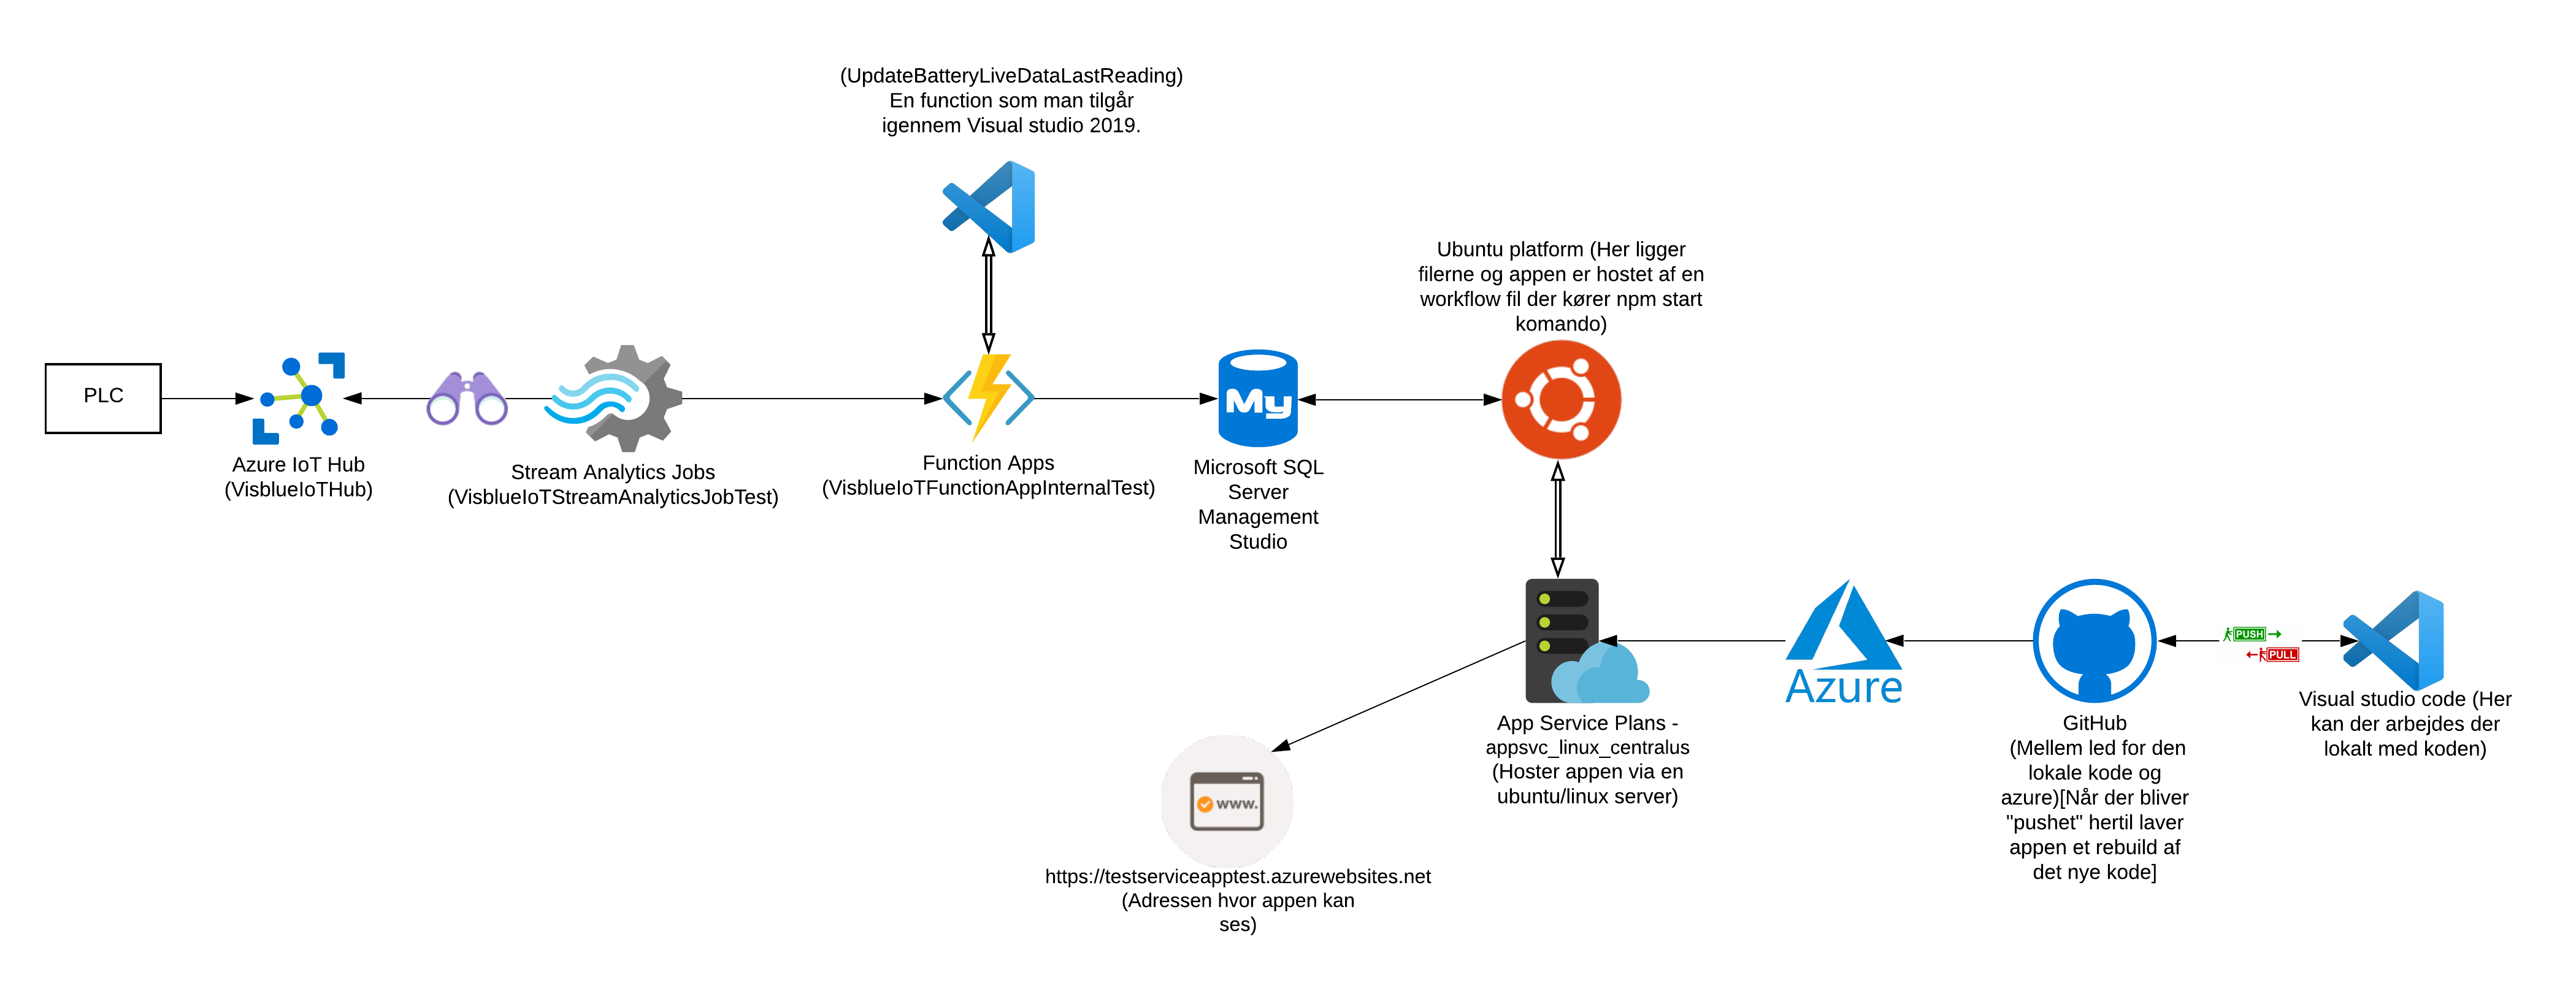 (UpdateBatteryLiveDataLastReading)
En function som man tilgår
igennem Visual studio 2019.
Ubuntu platform (Her ligger
filerne og appen er hostet af en
workflow fil der kører npm start
komando)
PLC
My
Azure IoT Hub
(VisblueIoTHub)
Stream Analytics Jobs
(VisblueIoTStreamAnalyticsJobTest)
Function Apps
(VisblueIoTFunctionAppInternalTest)
Microsoft SQL
Server
Management
Studio
PUSH
PULL
Azure
App Service Plans -
appsvc_linux_centralus
(Hoster appen via en
ubuntu/linux server)
GitHub
(Mellem led for den
lokale kode og
azure)[Når der bliver
"pushet" hertil laver
appen et rebuild af
det nye kode]
Visual studio code (Her
kan der arbejdes der
lokalt med koden)
www.
https://testserviceapptest.azurewebsites.net
(Adressen hvor appen kan
ses)